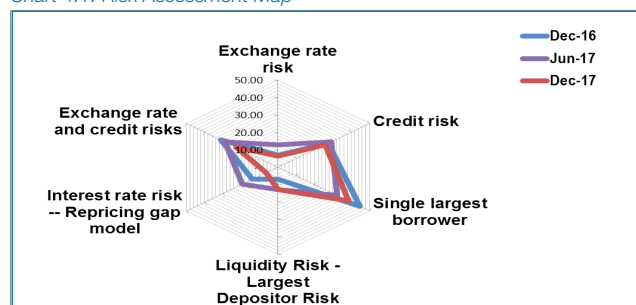 Chart 4.1: Risk Assessment Map
Dec-16
Jun-17
Dec-17
Exchange rate
risk
50.00
40.00
30.00
20.00
10.00
Credit risk
Single largest
borrower
Liquidity Risk -
Largest
Depositor Risk
Interest rate risk
-- Repricing gap
model
Exchange rate
and credit risks